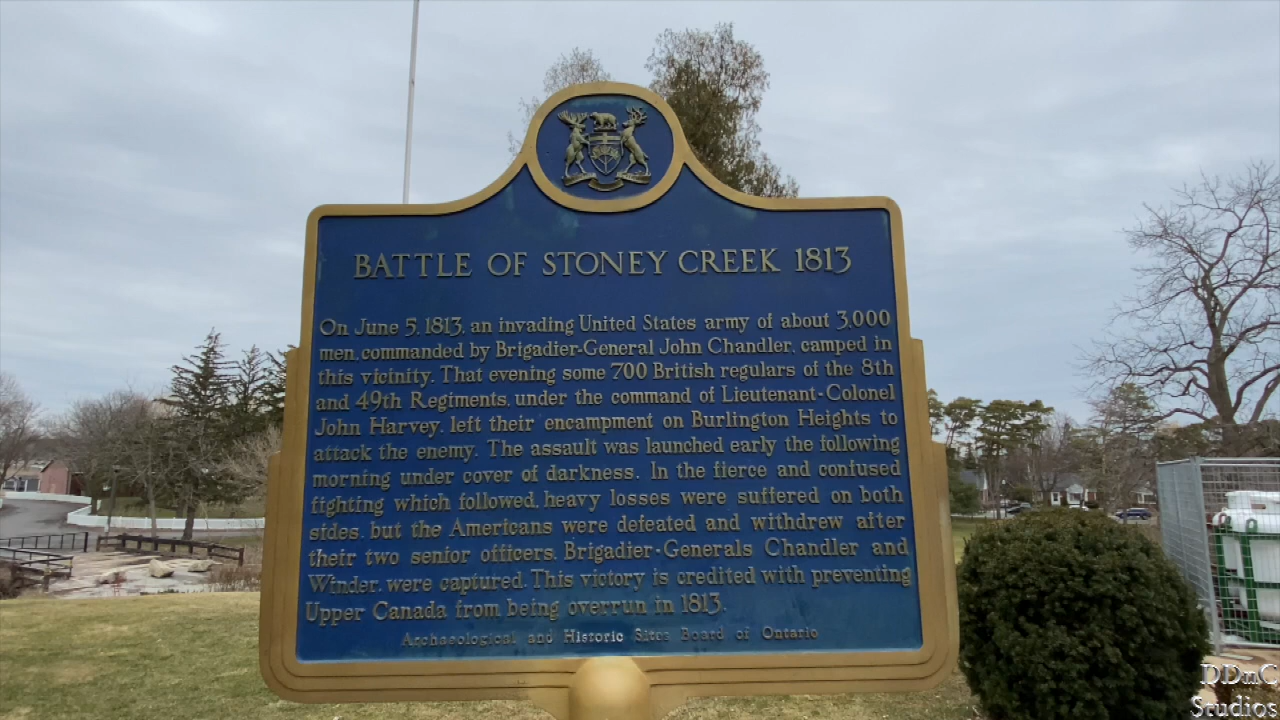 BATTLE OF STONEY CREEK 1813
On June 5, 1813, an invading United States army of about 3,000
men, commanded by Brigadier-General John Chandler, camped in
this vicinity. That evening some 700 British regulars of the 8th
and 49th Regiments, under the command of Lieutenant-Colonel
John Harvey, left their encampment on Burlington Heights to
attack the enemy. The assault was launched early the following
morning under cover of darkness. In the fierce and confused
fighting which followed, heavy losses were suffered on both
sides, but the Americans were defeated and withdrew after
their two senior officers, Brigadier-Generals Chandler and
Winder, were captured. This victory is credited with preventing
Upper Canada from being overrun in 1813.
Archaeological and Historic Sites Board of Ontario
DDnC
Studios